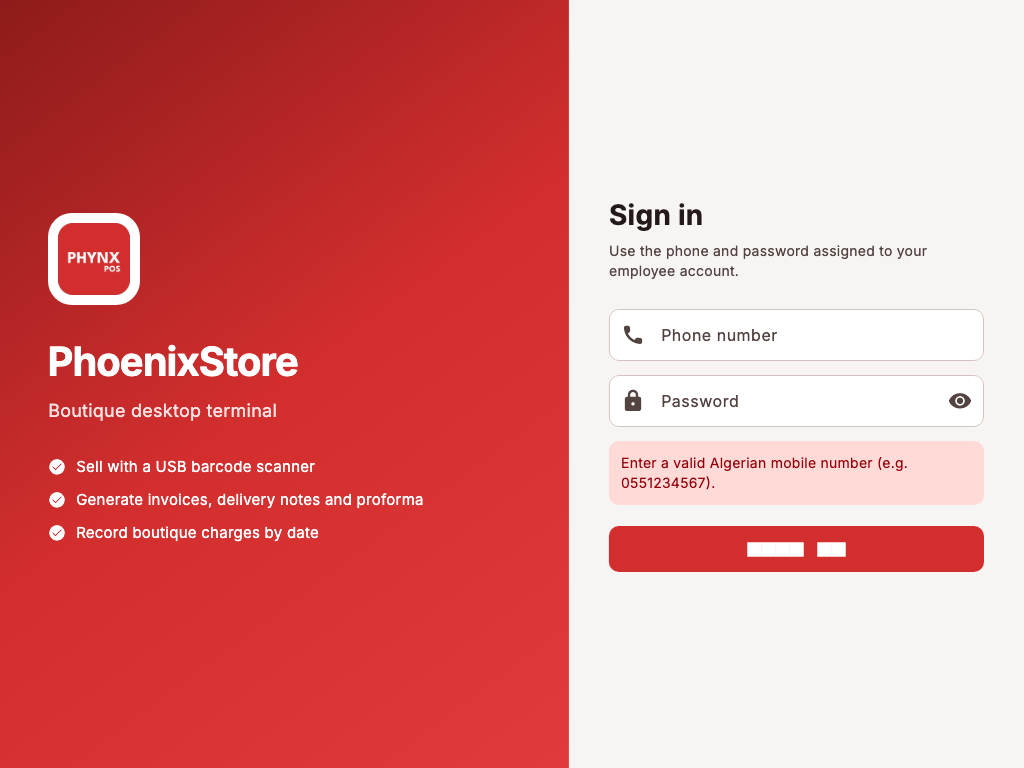 PHYNX
POS
PhoenixStore
Boutique desktop terminal
Sell with a USB barcode scanner
Generate invoices, delivery notes and proforma
Record boutique charges by date
Sign in
Use the phone and password assigned to your
employee account.
Phone number
Password
Enter a valid Algerian mobile number (e.g.
0551234567).